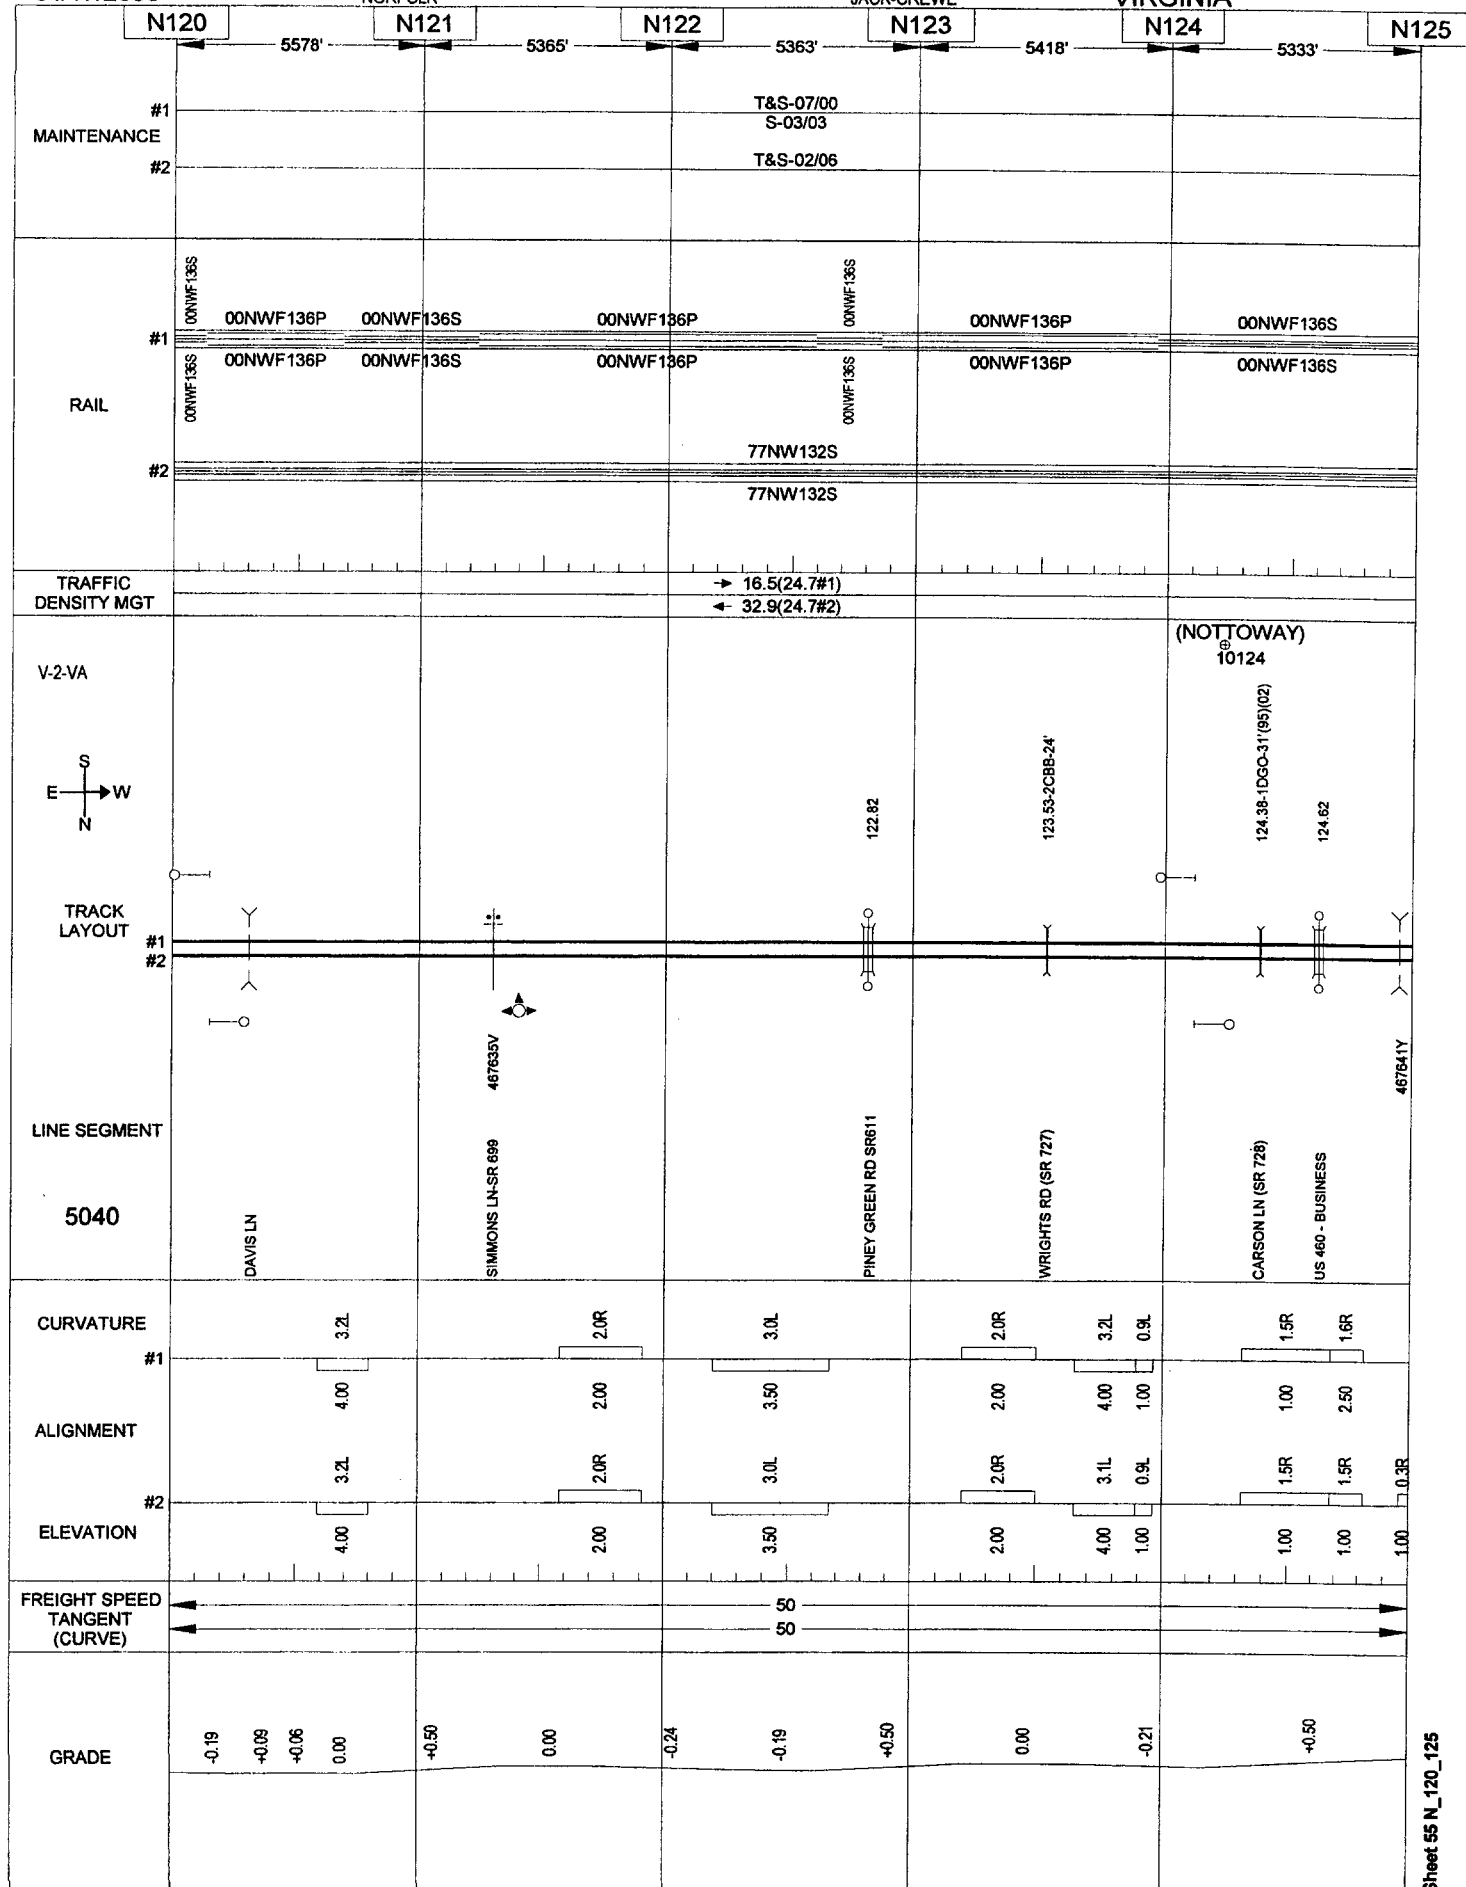 NORFOLK
JACK-CREWE
VIRGINIA
N120 N121 N122 N123 N124 N125
5578' 5365' 5363' 5418' 5333'
MAINTENANCE
#1
T&S-07/00
S-03/03
#2
T&S-02/06
RAIL
00NWF136S 00NWF136S
#1
00NWF136P 00NWF136S 00NWF136P 00NWF136P 00NWF136S
00NWF136P 00NWF136S 00NWF136P 00NWF136P 00NWF136S
00NWF136S 00NWF136S
#2
77NW132S
77NW132S
TRAFFIC
DENSITY MGT
16.5(24.7#1)
32.9(24.7#2)
V-2-VA
(NOTTOWAY)
10124
S
E W
N
122.82
123.53-2CBB-24'
124.38-1DGO-31'(95)(02)
124.62
TRACK
LAYOUT
#1
#2
467635V
467641Y
LINE SEGMENT
5040
DAVIS LN
SIMMONS LN-SR 699
PINEY GREEN RD SR611
WRIGHTS RD (SR 727)
CARSON LN (SR 728)
US 460 - BUSINESS
CURVATURE
#1
3.2L 2.0R 3.0L 2.0R 3.2L 0.9L 1.5R 1.6R
4.00 2.00 3.50 2.00 4.00 1.00 1.00 2.50
ALIGNMENT
#2
3.2L 2.0R 3.0L 2.0R 3.1L 0.9L 1.5R 1.5R 0.3R
ELEVATION
4.00 2.00 3.50 2.00 4.00 1.00 1.00 1.00 1.00
FREIGHT SPEED
TANGENT
(CURVE)
50
50
GRADE
-0.19 +0.09 +0.06 0.00 +0.50 0.00 -0.24 -0.19 +0.50 0.00 -0.21 +0.50
Sheet 55 N_120_125